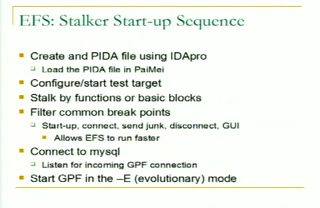 EFS: Stalker Start-up Sequence
Create and PIDA file using IDApro
Load the PIDA file in PaiMei
Configure/start test target
Stalk by functions or basic blocks
Filter common break points
Start-up, connect, send junk, disconnect, GUI
Allows EFS to run faster
Connect to mysql
Listen for incoming GPF connection
Start GPF in the –E (evolutionary) mode